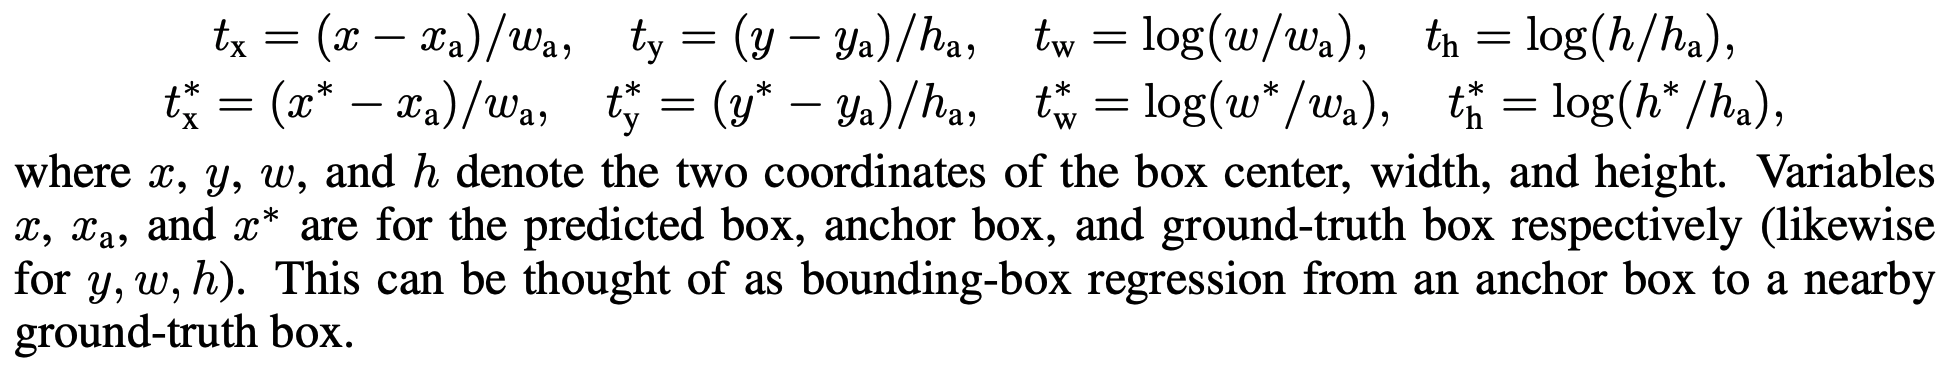 t_x = (x − x_a)/w_a, t_y = (y − y_a)/h_a, t_w = log(w/w_a), t_h = log(h/h_a),
t*_x = (x* − x_a)/w_a, t*_y = (y* − y_a)/h_a, t*_w = log(w*/w_a), t*_h = log(h*/h_a),
where x, y, w, and h denote the two coordinates of the box center, width, and height. Variables
x, x_a, and x* are for the predicted box, anchor box, and ground-truth box respectively (likewise
for y, w, h). This can be thought of as bounding-box regression from an anchor box to a nearby
ground-truth box.